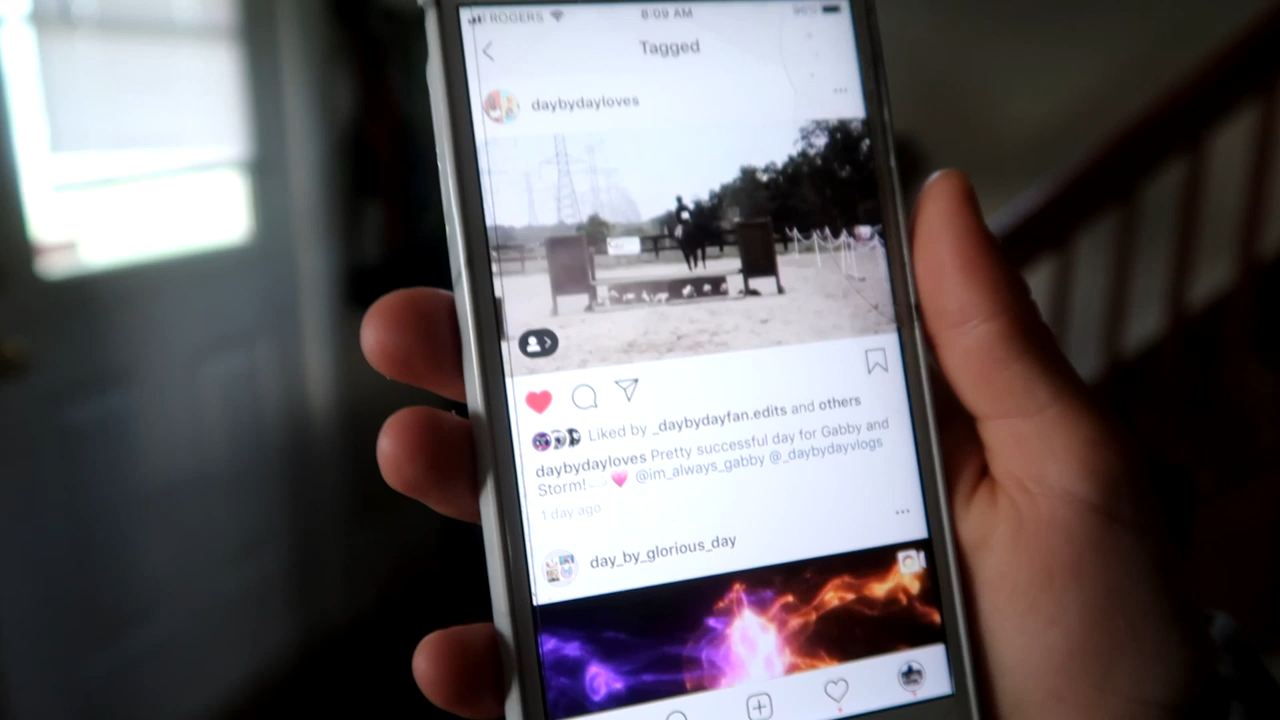 ROGERS 8:09 AM 96%
Tagged
daybydayloves
Liked by _daybydayfan.edits and others
daybydayloves Pretty successful day for Gabby and
Storm! @im_always_gabby @_daybydayvlogs
1 day ago
day_by_glorious_day